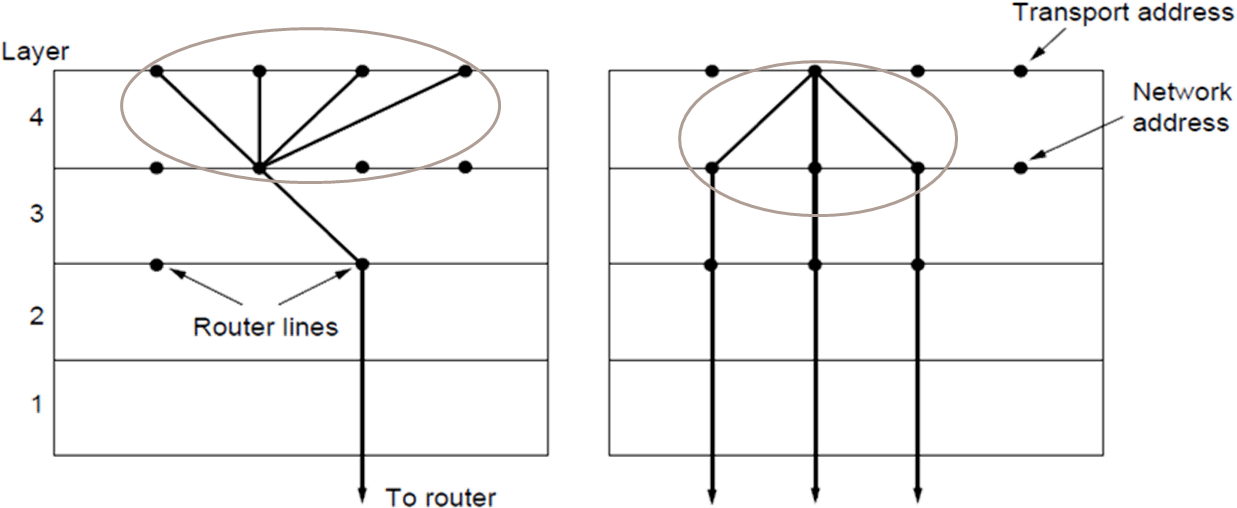 Transport address
Layer
Network
address
4
3
2
1
Router lines
To router